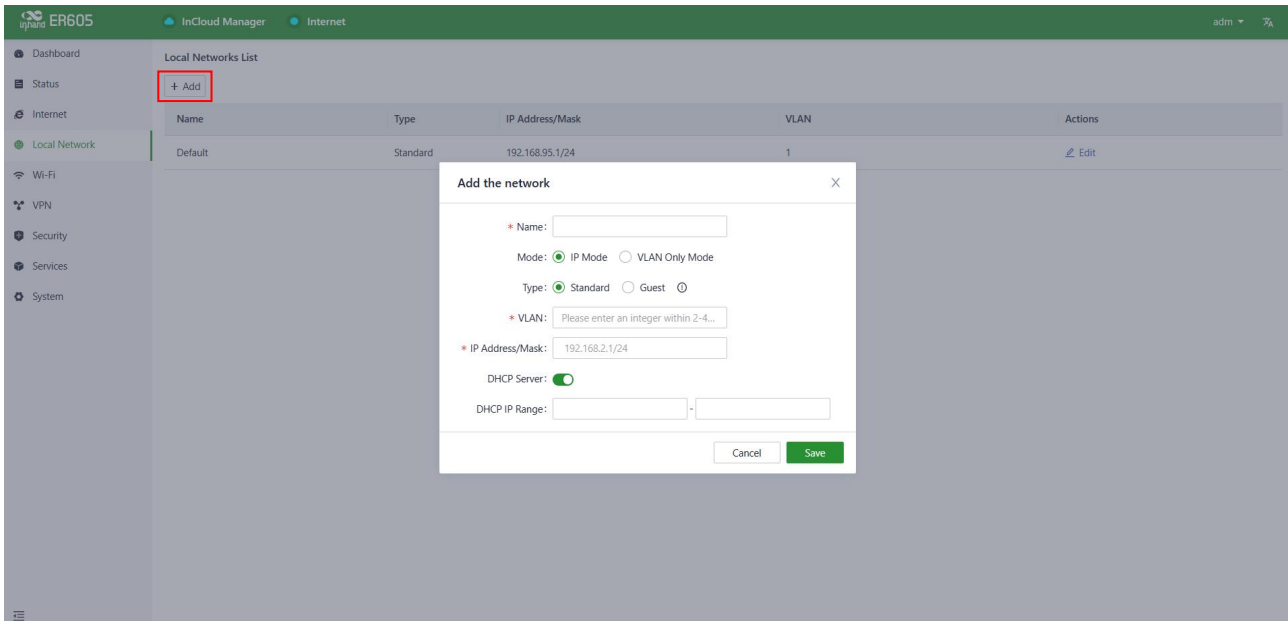 inhand ER605 InCloud Manager Internet adm
Dashboard
Status
Internet
Local Network
Wi-Fi
VPN
Security
Services
System
Local Networks List
+ Add
Name Type IP Address/Mask VLAN Actions
Default Standard 192.168.95.1/24 1 Edit
Add the network X
* Name:
Mode: IP Mode VLAN Only Mode
Type: Standard Guest
* VLAN: Please enter an integer within 2-4...
* IP Address/Mask: 192.168.2.1/24
DHCP Server:
DHCP IP Range: -
Cancel Save